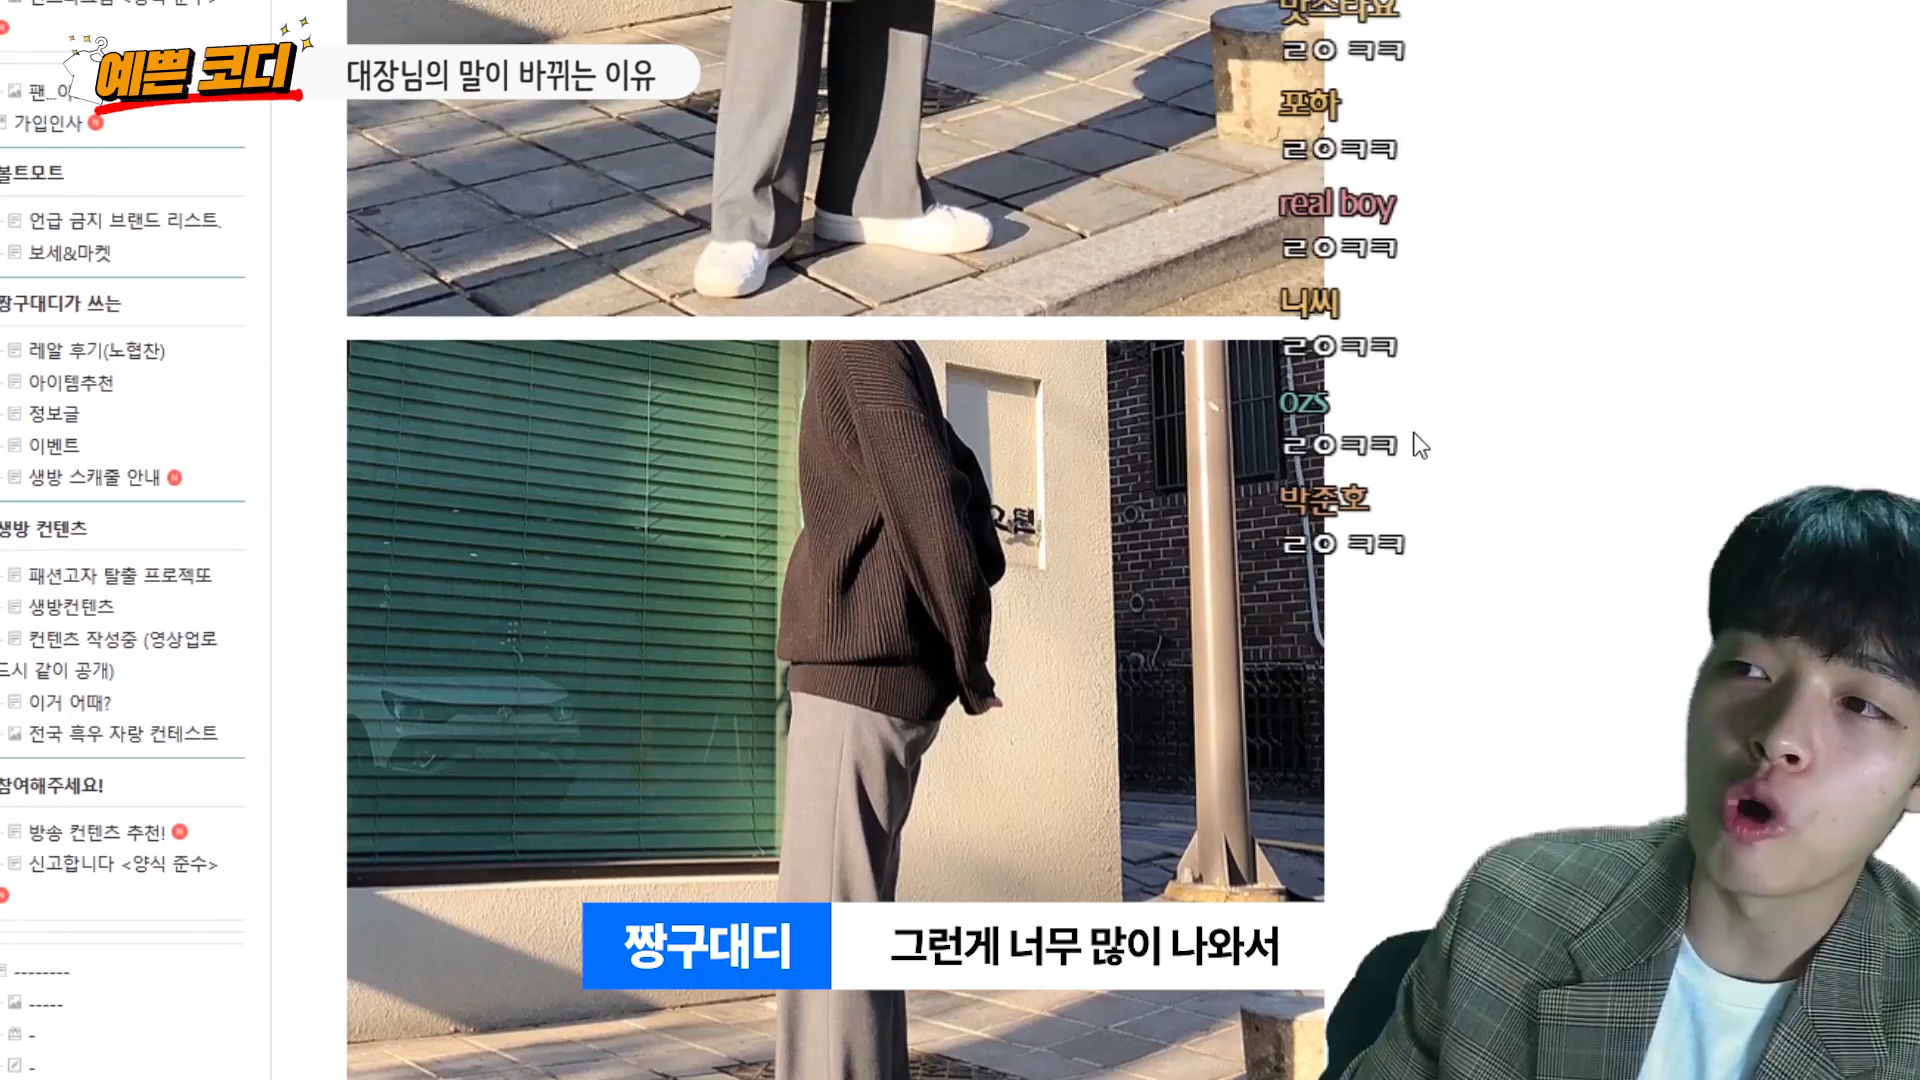 예쁜 코디
대장님의 말이 바뀌는 이유
가입인사
볼트모트
언급 금지 브랜드 리스트.
보세&마켓
짱구대디가 쓰는
레알 후기(노협찬)
아이템추천
정보글
이벤트
생방 스캐줄 안내
생방 컨텐츠
패션고자 탈출 프로젝또
생방컨텐츠
컨텐츠 작성중 (영상업로
드시 같이 공개)
이거 어때?
전국 흑우 자랑 컨테스트
참여해주세요!
방송 컨텐츠 추천!
신고합니다 <양식 준수>
--------
-----
-
-
맛스타요
ㄹㅇ ㅋㅋ
포하
ㄹㅇㅋㅋ
real boy
ㄹㅇㅋㅋ
니씨
ㄹㅇㅋㅋ
ozs
ㄹㅇㅋㅋ
박준호
ㄹㅇ ㅋㅋ
짱구대디
그런게 너무 많이 나와서